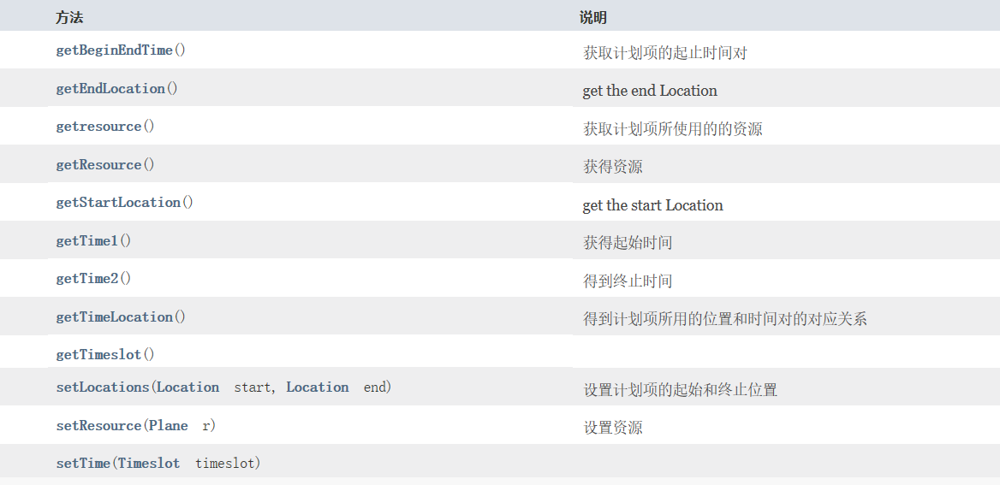 方法 说明
getBeginEndTime() 获取计划项的起止时间对
getEndLocation() get the end Location
getresource() 获取计划项所使用的的资源
getResource() 获得资源
getStartLocation() get the start Location
getTime1() 获得起始时间
getTime2() 得到终止时间
getTimeLocation() 得到计划项所用的位置和时间对的对应关系
getTimeslot()
setLocations(Location start, Location end) 设置计划项的起始和终止位置
setResource(Plane r) 设置资源
setTime(Timeslot timeslot)